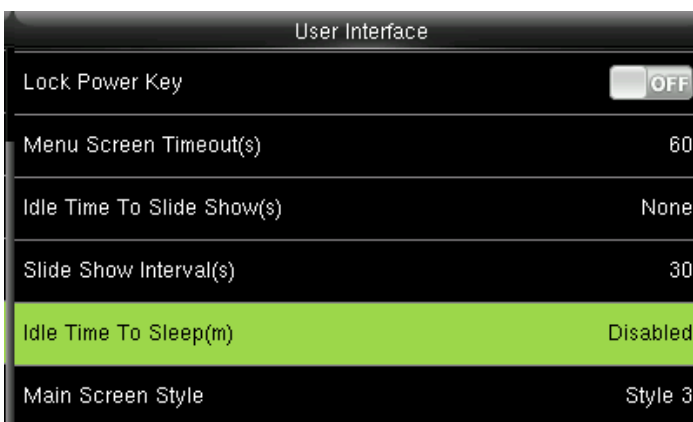 User Interface
Lock Power Key OFF
Menu Screen Timeout(s) 60
Idle Time To Slide Show(s) None
Slide Show Interval(s) 30
Idle Time To Sleep(m) Disabled
Main Screen Style Style 3